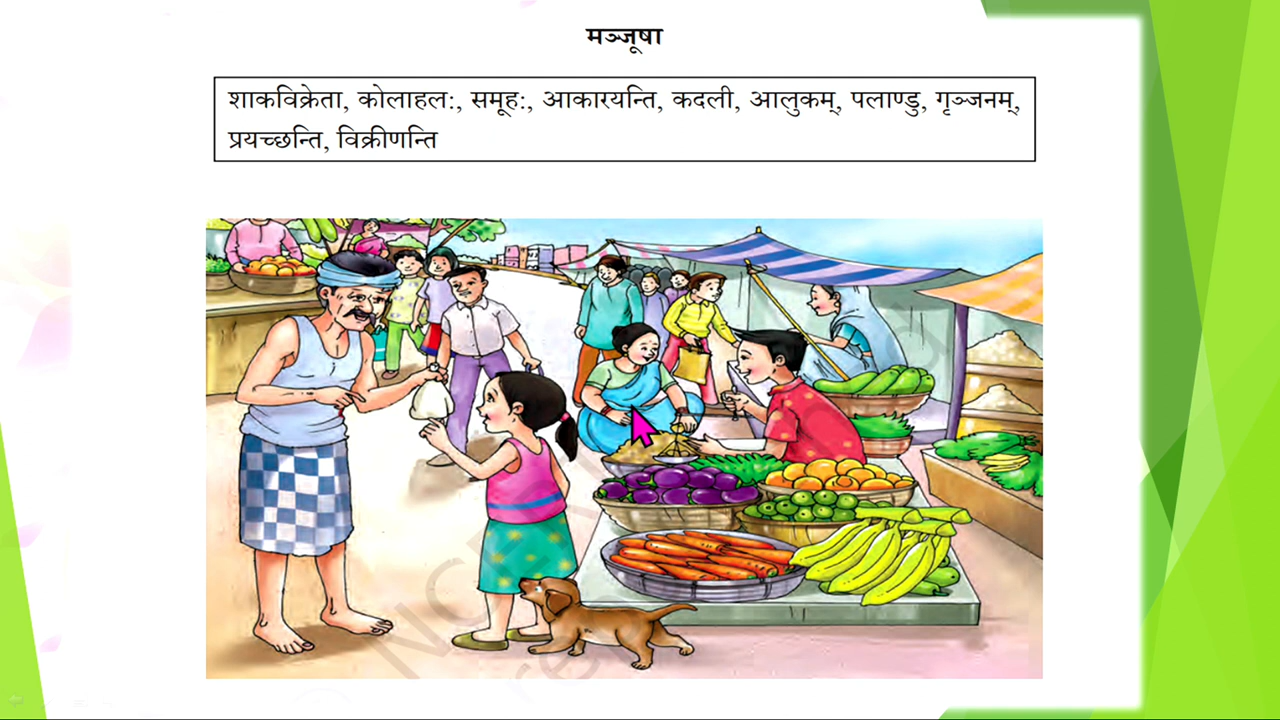 मञ्जूषा
शाकविक्रेता, कोलाहलः, समूहः, आकारयन्ति, कदली, आलुकम्, पलाण्डु, गृञ्जनम्,
प्रयच्छन्ति, विक्रीणन्ति